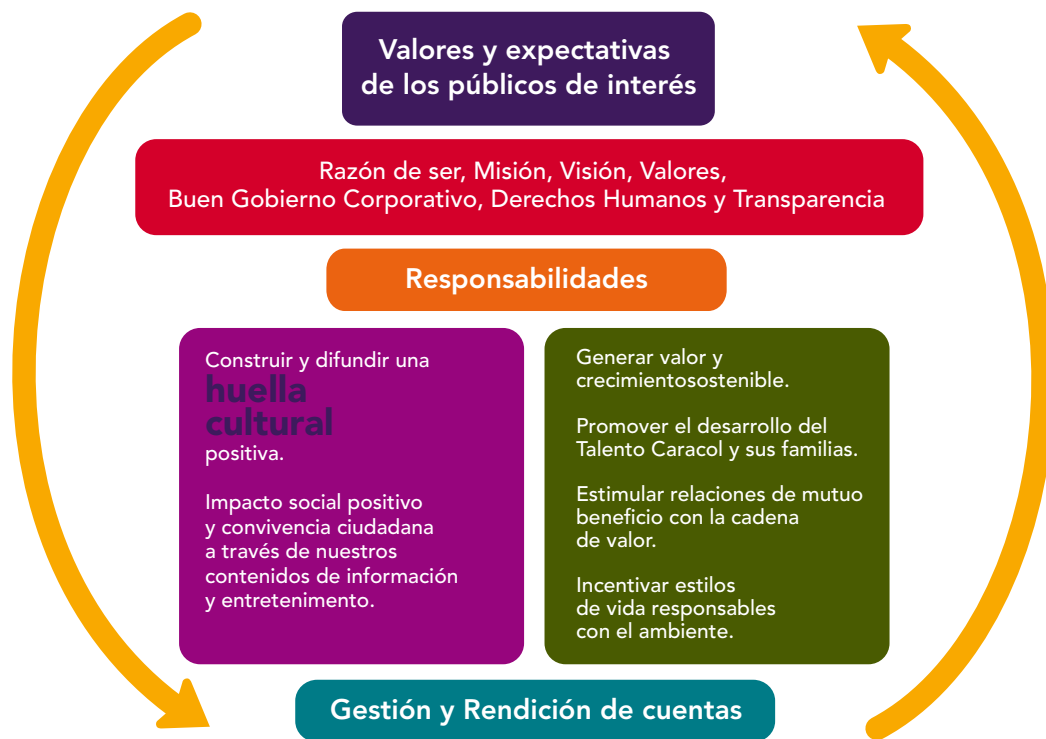 Valores y expectativas
de los públicos de interés
Razón de ser, Misión, Visión, Valores,
Buen Gobierno Corporativo, Derechos Humanos y Transparencia
Responsabilidades
Construir y difundir una
huella
cultural
positiva.
Impacto social positivo
y convivencia ciudadana
a través de nuestros
contenidos de información
y entretenimento.
Generar valor y
crecimientosostenible.
Promover el desarrollo del
Talento Caracol y sus familias.
Estimular relaciones de mutuo
beneficio con la cadena
de valor.
Incentivar estilos
de vida responsables
con el ambiente.
Gestión y Rendición de cuentas